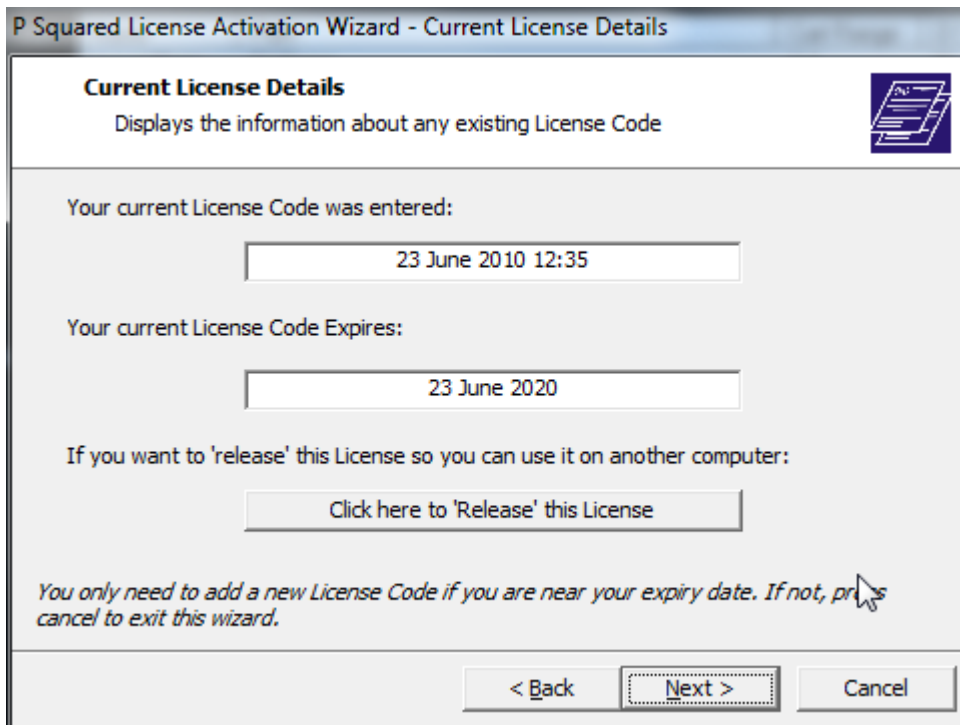 P Squared License Activation Wizard - Current License Details
Current License Details
Displays the information about any existing License Code
Your current License Code was entered:
23 June 2010 12:35
Your current License Code Expires:
23 June 2020
If you want to 'release' this License so you can use it on another computer:
Click here to 'Release' this License
You only need to add a new License Code if you are near your expiry date. If not,
cancel to exit this wizard.
< Back
Next >
Cancel